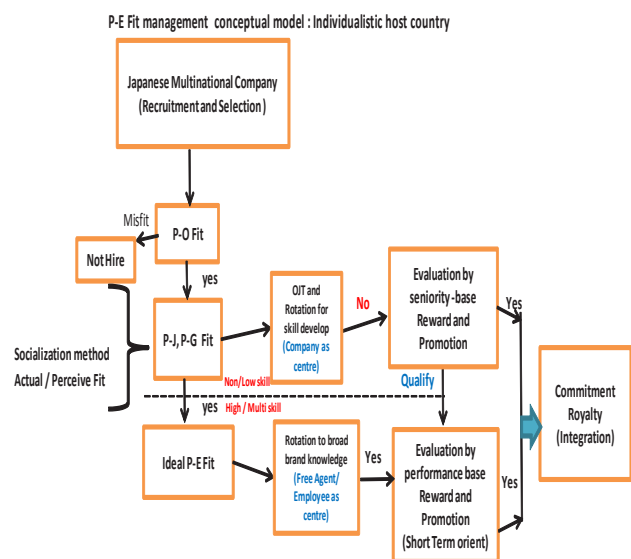 P-E Fit management conceptual model : Individualistic host country
Japanese Multinational Company
(Recruitment and Selection )
Misfit
P-O Fit
Not Hire
yes
Socialization method
Actual / Perceive Fit
P-J, P-G Fit
OJT and
Rotation for
skill develop
(Company as
centre)
No
Evaluation by
seniority -base
Reward and
Promotion
Yes
Non/Low skill
Qualify
yes
High / Multi skill
Commitment
Royalty
(Integration)
Ideal P-E Fit
Rotation to broad
brand knowledge
(Free Agent/
Employee as
centre)
Yes
Evaluation by
performance base
Reward and
Promotion
(Short Term orient)
Yes